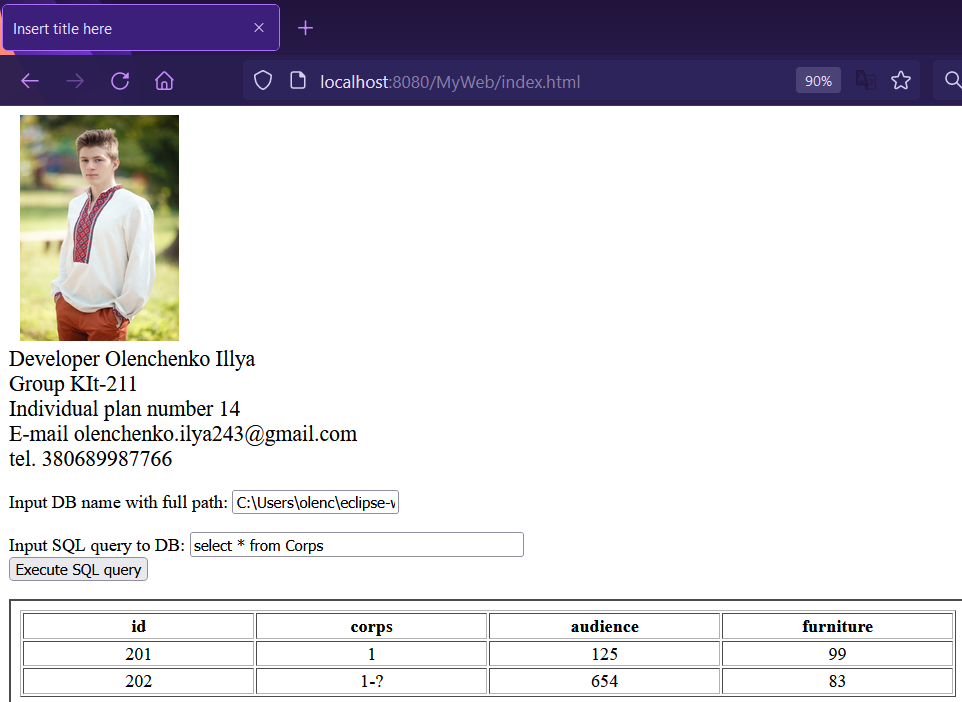 Insert title here
localhost:8080/MyWeb/index.html
90%
Developer Olenchenko Illya
Group KIt-211
Individual plan number 14
E-mail olenchenko.ilya243@gmail.com
tel. 380689987766
Input DB name with full path: C:\Users\olenc\eclipse-
Input SQL query to DB: select * from Corps
Execute SQL query
id corps audience furniture
201 1 125 99
202 1-? 654 83